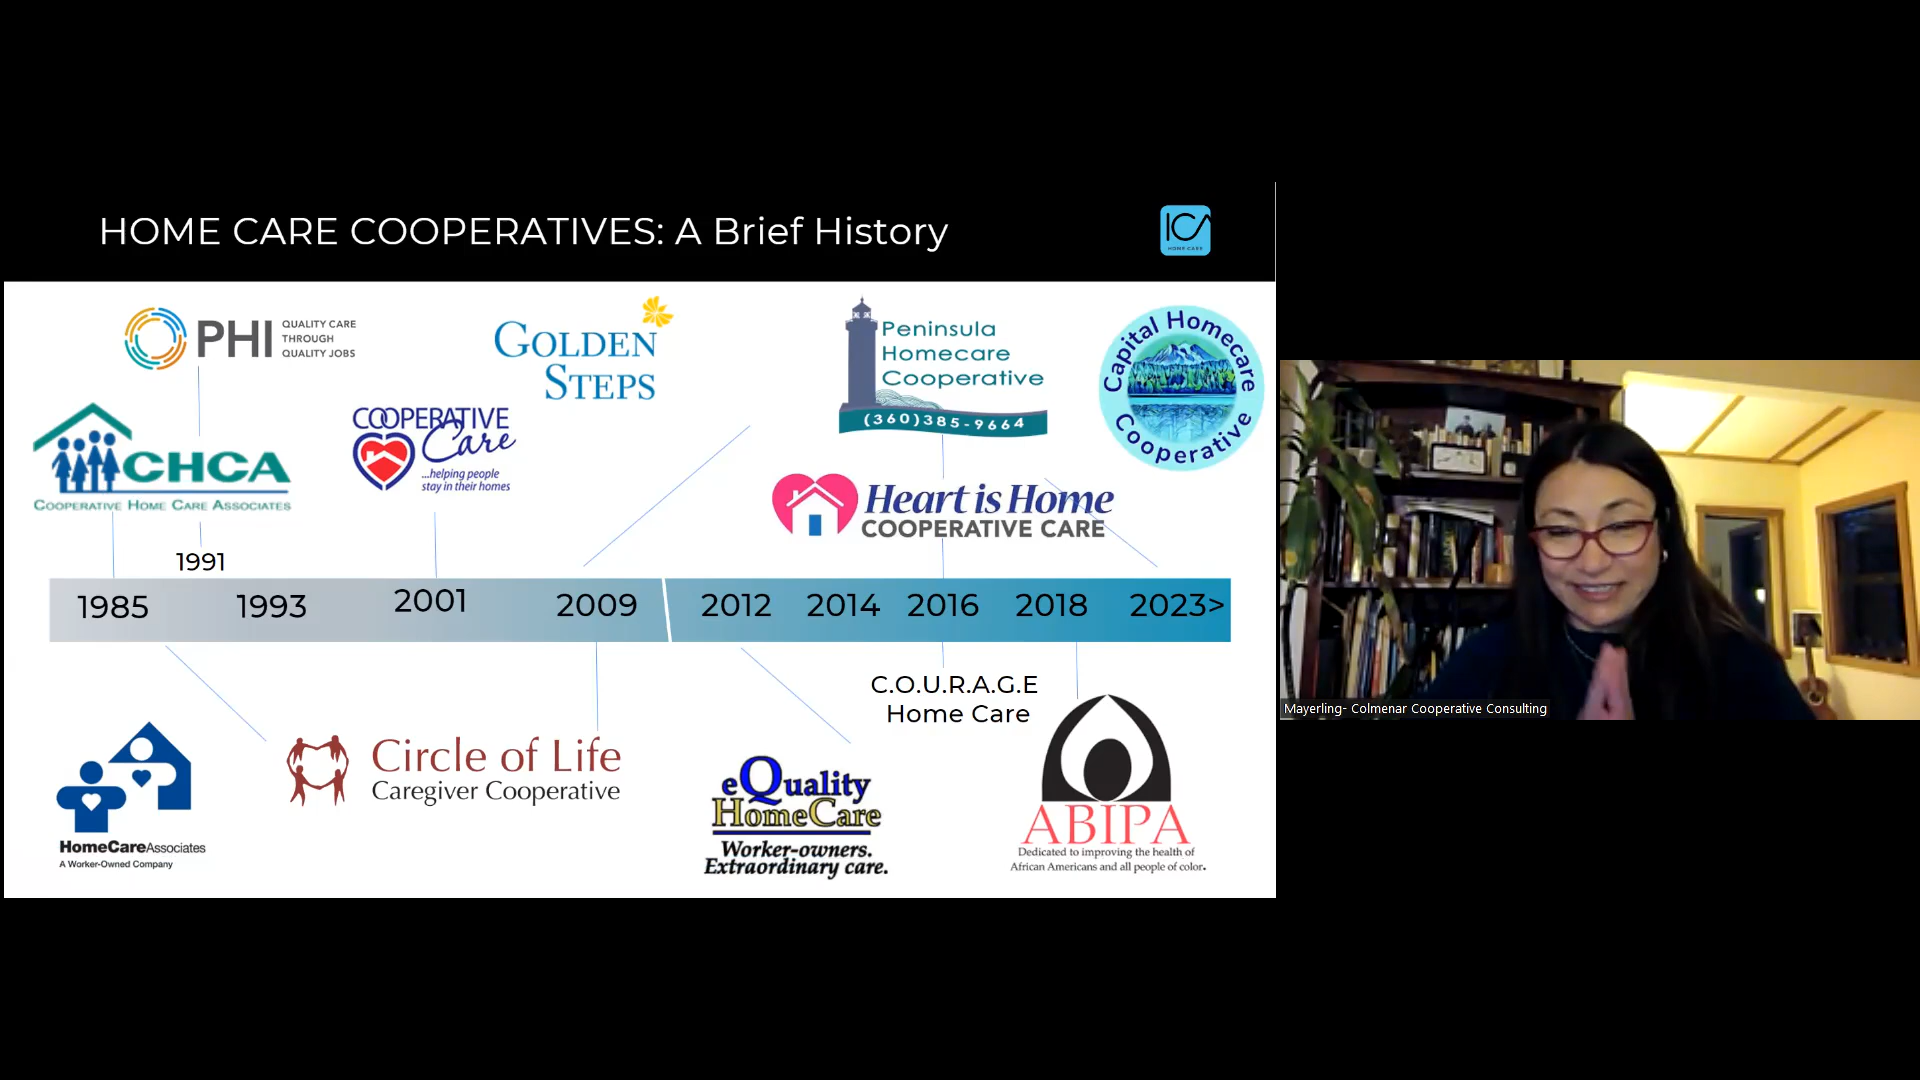 HOME CARE COOPERATIVES: A Brief History
ICA
HOME CARE
PHI
QUALITY CARE
THROUGH
QUALITY JOBS
GOLDEN
STEPS
Peninsula
Homecare
Cooperative
(360)385-9664
Capital Homecare
Cooperative
CHCA
COOPERATIVE HOME CARE ASSOCIATES
COOPERATIVE
Care
...helping people
stay in their homes
Heart is Home
COOPERATIVE CARE
1991
1985
1993
2001
2009
2012
2014
2016
2018
2023>
C.O.U.R.A.G.E
Home Care
HomeCareAssociates
A Worker-Owned Company
Circle of Life
Caregiver Cooperative
eQuality
HomeCare
Worker-owners.
Extraordinary care.
ABIPA
Dedicated to improving the health of
African Americans and all people of color.
Mayerling- Colmenar Cooperative Consulting